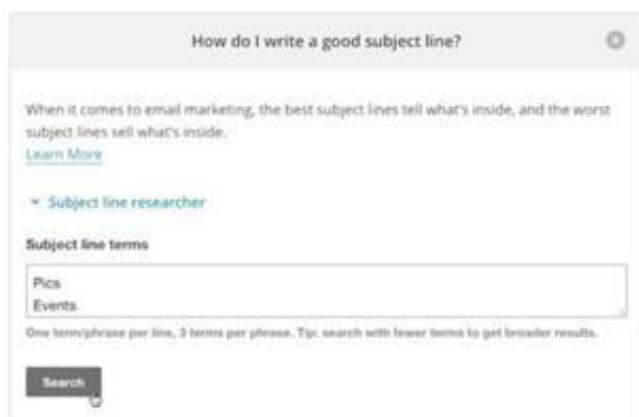 How do I write a good subject line?
When it comes to email marketing, the best subject lines tell what's inside, and the worst
subject lines sell what's inside.
Learn More
Subject line researcher
Subject line terms
Pics
Events
One term/phrase per line, 3 terms per phrase. Tip: search with fewer terms to get broader results.
Search